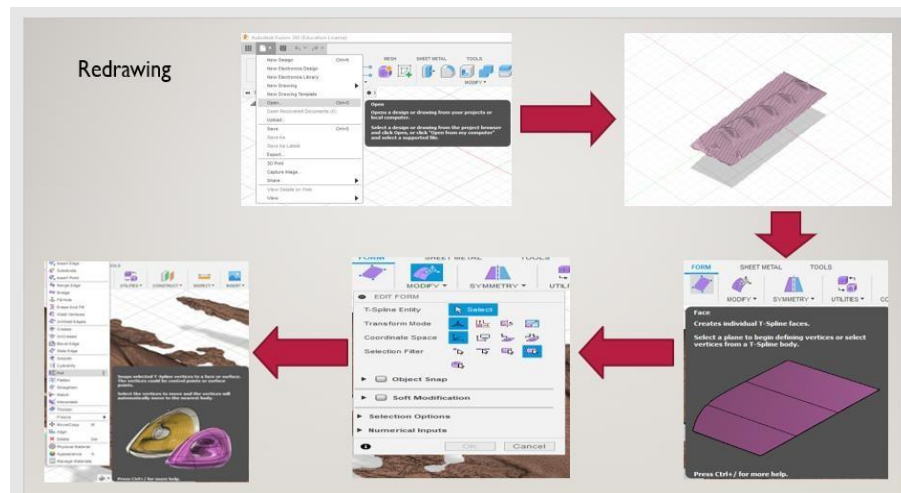 Redrawing
Autodesk Fusion 360 (Education License)
New Design Ctrl+N
New Electronics Design
New Electronics Library
New Drawing
New Drawing Template
Open... Ctrl+O
Open Recovered Documents
Upload...
Save Ctrl+S
Save As
Save As Latest
Export...
3D Print
Capture Image...
Share
View Details on Web
View
MESH SHEET METAL TOOLS
MODIFY
Open
Opens a design or drawing from your projects or
local computer.
Select a design or drawing from the project browser
and click Open, or click "Open from my computer"
and select a supported file.
FORM SHEET METAL TOOLS
MODIFY SYMMETRY UTILITIES
Face
Creates individual T-Spline faces.
Select a plane to begin defining vertices or select
vertices from a T-Spline body.
Press Ctrl+/ for more help.
FORM SHEET METAL TOOLS
MODIFY SYMMETRY
EDIT FORM
T-Spline Entity Select
Transform Mode
Coordinate Space
Selection Filter
Object Snap
Soft Modification
Selection Options
Numerical Inputs
OK Cancel
UTILITIES CONSTRUCT INSPECT INSERT
Insert Edge
Subdivide
Insert Point
Merge Edge
Bridge
Fill Hole
Erase And Fill
Weld Vertices
UnWeld Edges
Crease
UnCrease
Bevel Edge
Slide Edge
Smooth
Cylindrify
Pull
Flatten
Straighten
Match
Interpolate
Thicken
Freeze
Move/Copy M
Align
Delete Del
Physical Material
Appearance A
Manage Materials
Snaps selected T-Spline vertices to a face or surface.
The vertices could be control points or surface
points.
Select the vertices to move and the vertices will
automatically move to the nearest body.
Press Ctrl+/ for more help.